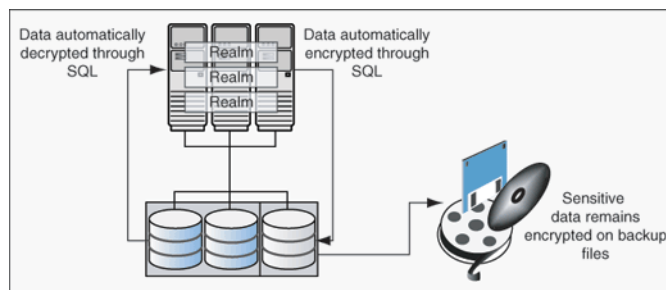 Data automatically
decrypted through
SQL
Realm
Realm
Realm
Data automatically
encrypted through
SQL
Sensitive
data remains
encrypted on backup
files